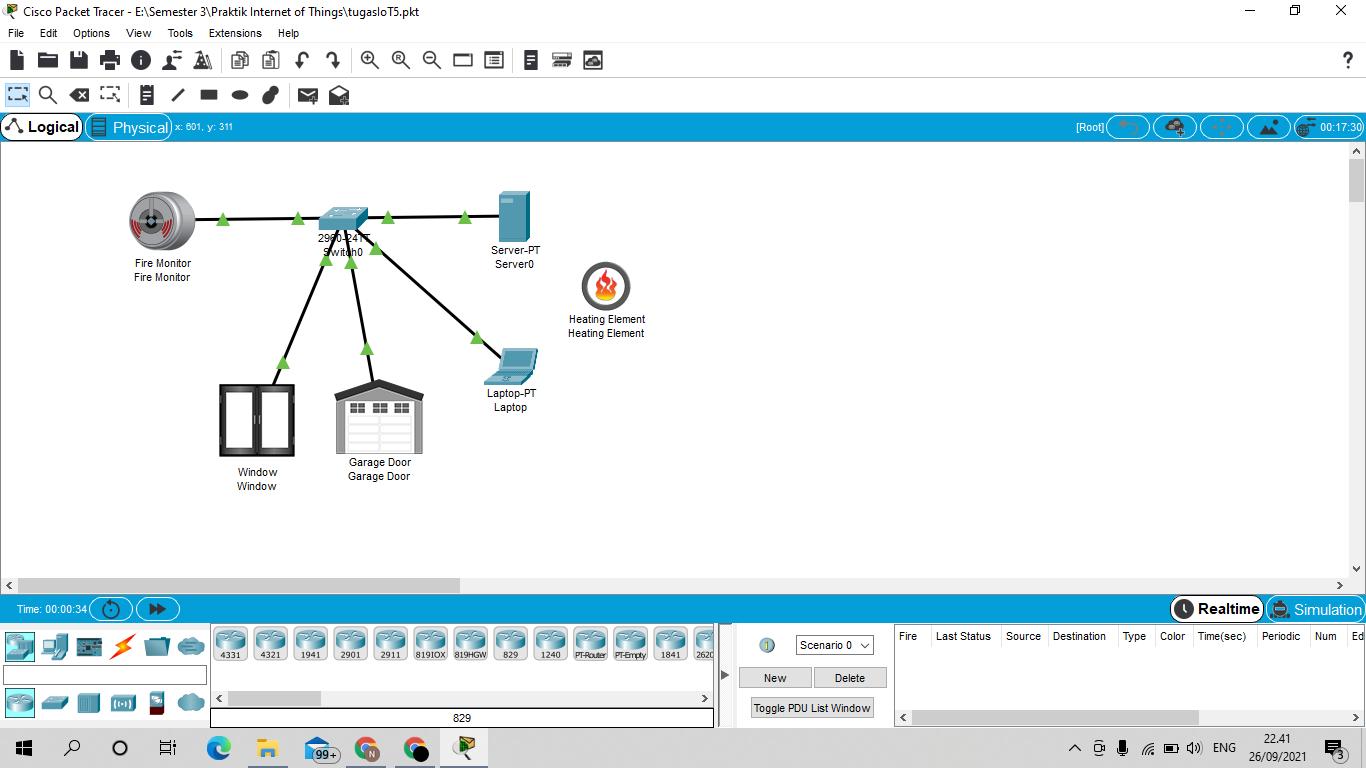 Cisco Packet Tracer - E:\Semester 3\Praktik Internet of Things\tugasIoT5.pkt
File Edit Options View Tools Extensions Help
Logical Physical x: 601, y: 311 [Root] 00:17:30
Fire Monitor
Fire Monitor
2960-24TT
Switch0
Server-PT
Server0
Heating Element
Heating Element
Laptop-PT
Laptop
Window
Window
Garage Door
Garage Door
Time: 00:00:34 Realtime Simulation
4331 4321 1941 2901 2911 819IOX 819HGW 829 1240 PT-Router PT-Empty 1841 2620
829
Scenario 0
New Delete
Toggle PDU List Window
Fire Last Status Source Destination Type Color Time(sec) Periodic Num Ed
99+ N ENG 22.41
26/09/2021 3